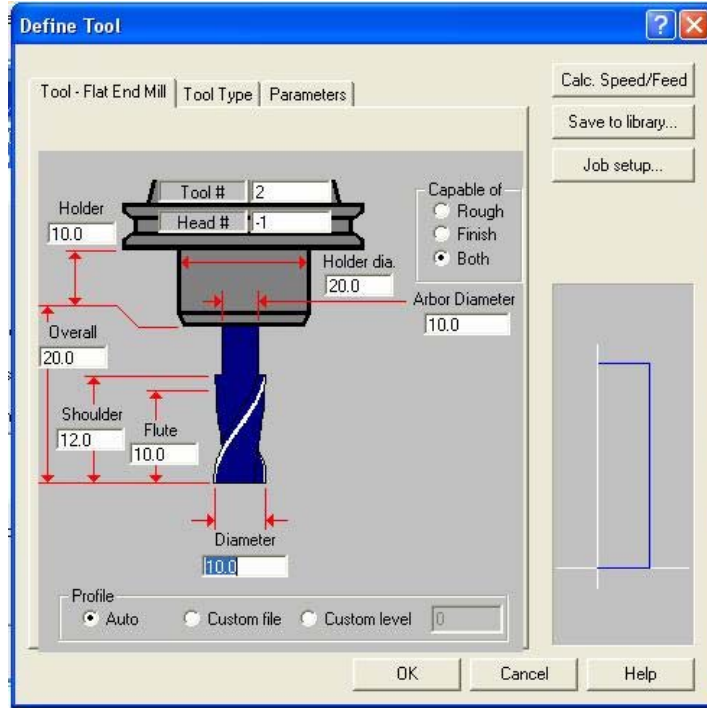 Define Tool
Tool - Flat End Mill
Tool Type
Parameters
Calc. Speed/Feed
Save to library...
Job setup...
Tool # 2
Head # -1
Holder
10.0
Capable of
Rough
Finish
Both
Holder dia.
20.0
Arbor Diameter
10.0
Overall
20.0
Shoulder
12.0
Flute
10.0
Diameter
10.0
Profile
Auto
Custom file
Custom level
0
OK
Cancel
Help